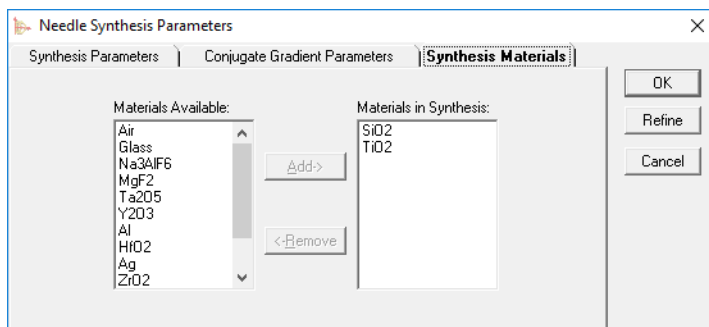 Needle Synthesis Parameters
Synthesis Parameters
Conjugate Gradient Parameters
Synthesis Materials
OK
Refine
Cancel
Materials Available:
Air
Glass
Na3AlF6
MgF2
Ta2O5
Y2O3
Al
HfO2
Ag
ZrO2
Add->
<-Remove
Materials in Synthesis:
SiO2
TiO2